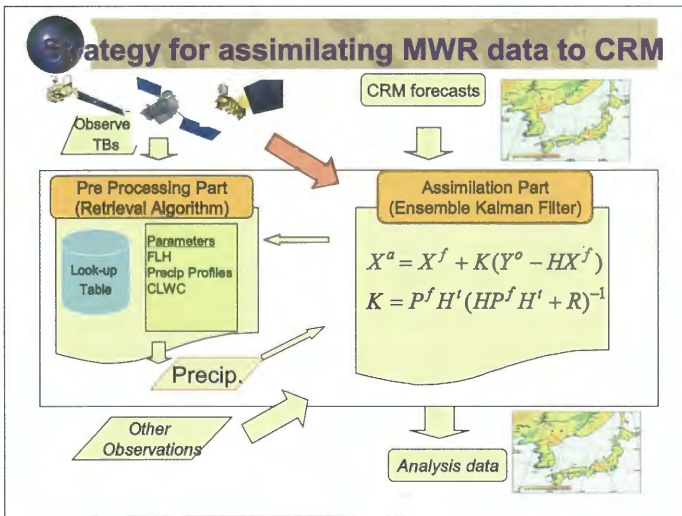 Strategy for assimilating MWR data to CRM
Observe
TBs
CRM forecasts
Pre Processing Part
(Retrieval Algorithm)
Assimilation Part
(Ensemble Kalman Filter)
Look-up
Table
Parameters
FLH
Precip Profiles
CLWC
X^a = X^f + K(Y^o − HX^f)
K = P^f H^t (HP^f H^t + R)^{-1}
Precip.
Other
Observations
Analysis data